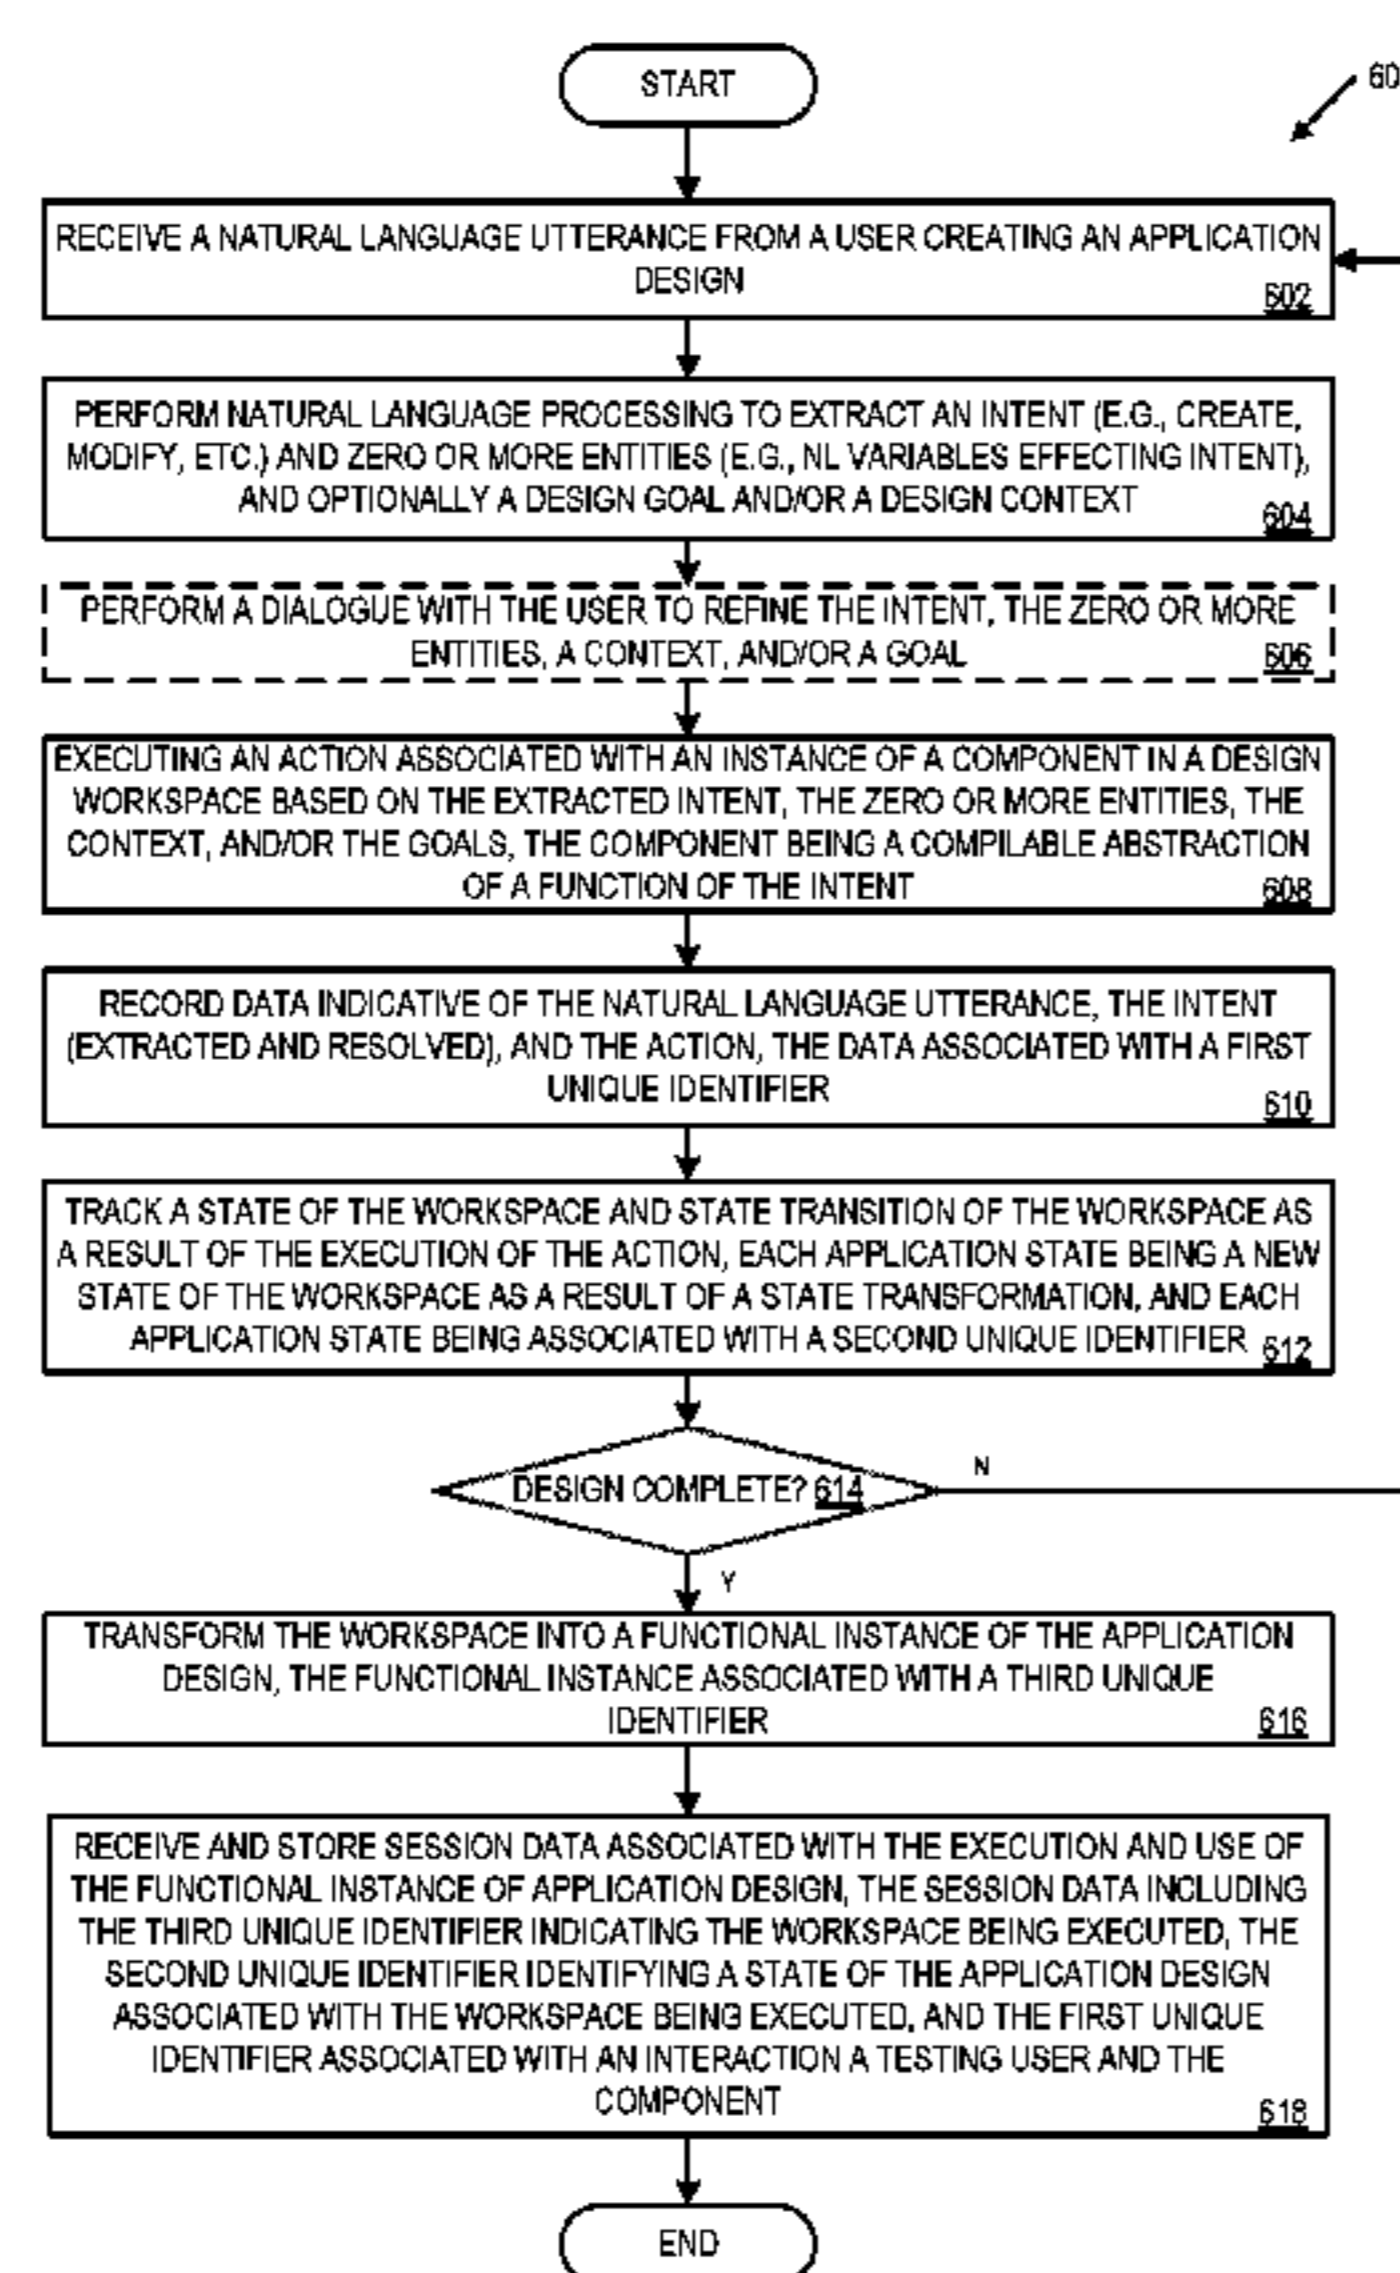 START
60
RECEIVE A NATURAL LANGUAGE UTTERANCE FROM A USER CREATING AN APPLICATION
DESIGN
602
PERFORM NATURAL LANGUAGE PROCESSING TO EXTRACT AN INTENT (E.G., CREATE,
MODIFY, ETC.) AND ZERO OR MORE ENTITIES (E.G., NL VARIABLES EFFECTING INTENT),
AND OPTIONALLY A DESIGN GOAL AND/OR A DESIGN CONTEXT
604
PERFORM A DIALOGUE WITH THE USER TO REFINE THE INTENT, THE ZERO OR MORE
ENTITIES, A CONTEXT, AND/OR A GOAL
606
EXECUTING AN ACTION ASSOCIATED WITH AN INSTANCE OF A COMPONENT IN A DESIGN
WORKSPACE BASED ON THE EXTRACTED INTENT, THE ZERO OR MORE ENTITIES, THE
CONTEXT, AND/OR THE GOALS, THE COMPONENT BEING A COMPILABLE ABSTRACTION
OF A FUNCTION OF THE INTENT
608
RECORD DATA INDICATIVE OF THE NATURAL LANGUAGE UTTERANCE, THE INTENT
(EXTRACTED AND RESOLVED), AND THE ACTION, THE DATA ASSOCIATED WITH A FIRST
UNIQUE IDENTIFIER
610
TRACK A STATE OF THE WORKSPACE AND STATE TRANSITION OF THE WORKSPACE AS
A RESULT OF THE EXECUTION OF THE ACTION, EACH APPLICATION STATE BEING A NEW
STATE OF THE WORKSPACE AS A RESULT OF A STATE TRANSFORMATION, AND EACH
APPLICATION STATE BEING ASSOCIATED WITH A SECOND UNIQUE IDENTIFIER
612
DESIGN COMPLETE? 614
N
Y
TRANSFORM THE WORKSPACE INTO A FUNCTIONAL INSTANCE OF THE APPLICATION
DESIGN, THE FUNCTIONAL INSTANCE ASSOCIATED WITH A THIRD UNIQUE
IDENTIFIER
616
RECEIVE AND STORE SESSION DATA ASSOCIATED WITH THE EXECUTION AND USE OF
THE FUNCTIONAL INSTANCE OF APPLICATION DESIGN, THE SESSION DATA INCLUDING
THE THIRD UNIQUE IDENTIFIER INDICATING THE WORKSPACE BEING EXECUTED, THE
SECOND UNIQUE IDENTIFIER IDENTIFYING A STATE OF THE APPLICATION DESIGN
ASSOCIATED WITH THE WORKSPACE BEING EXECUTED, AND THE FIRST UNIQUE
IDENTIFIER ASSOCIATED WITH AN INTERACTION A TESTING USER AND THE
COMPONENT
618
END